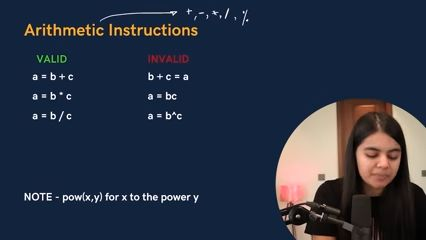 +, -, *, /, %
Arithmetic Instructions
VALID INVALID
a = b + c b + c = a
a = b * c a = bc
a = b / c a = b^c
NOTE - pow(x,y) for x to the power y